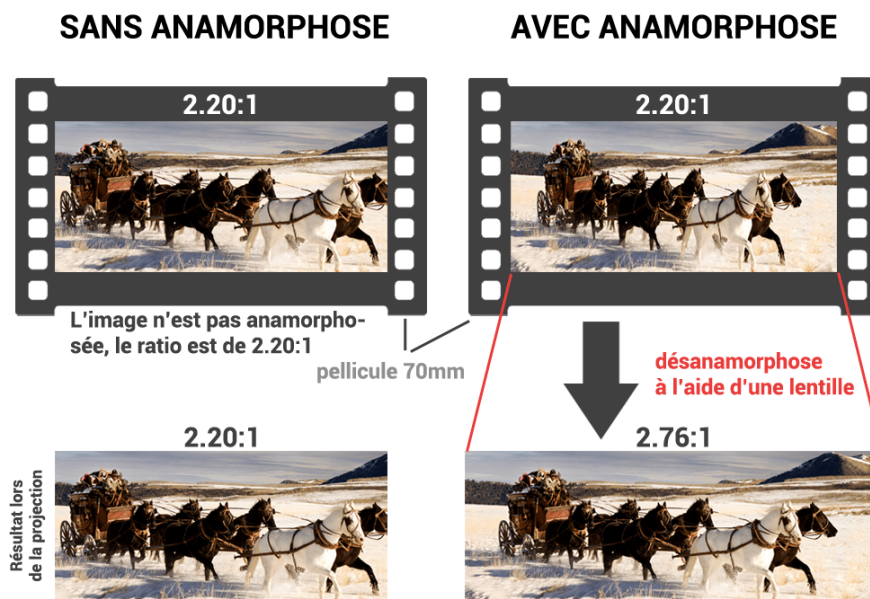 SANS ANAMORPHOSE
AVEC ANAMORPHOSE
2.20:1
2.20:1
L'image n'est pas anamorpho-
sée, le ratio est de 2.20:1
pellicule 70mm
désanamorphose
à l'aide d'une lentille
2.20:1
2.76:1
Résultat lors
de la projection